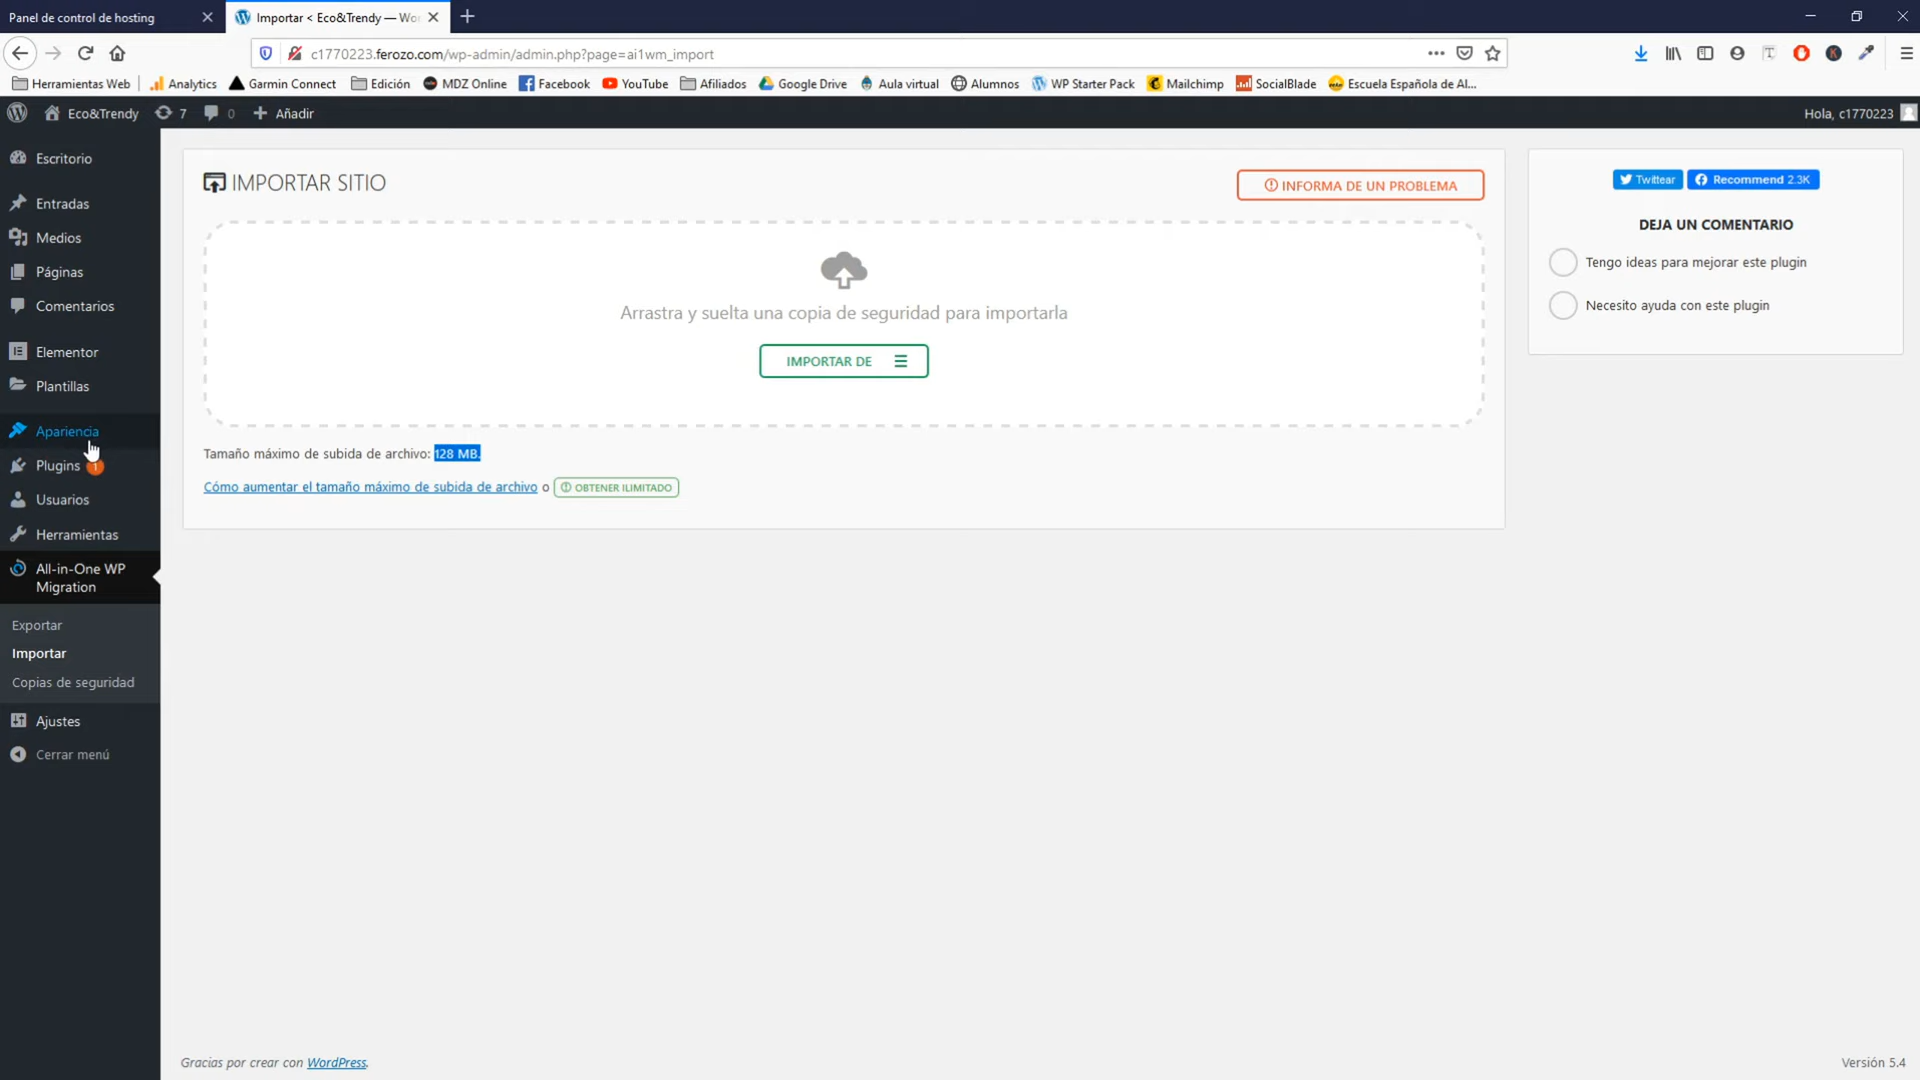 Panel de control de hosting
Importar < Eco&Trendy — Wo
c1770223.ferozo.com/wp-admin/admin.php?page=ai1wm_import
Herramientas Web
Analytics
Garmin Connect
Edición
MDZ Online
Facebook
YouTube
Afiliados
Google Drive
Aula virtual
Alumnos
WP Starter Pack
Mailchimp
SocialBlade
Escuela Española de Al...
Eco&Trendy
7
0
Añadir
Hola, c1770223
Escritorio
Entradas
Medios
Páginas
Comentarios
Elementor
Plantillas
Apariencia
Plugins 1
Usuarios
Herramientas
All-in-One WP
Migration
Exportar
Importar
Copias de seguridad
Ajustes
Cerrar menú
IMPORTAR SITIO
INFORMA DE UN PROBLEMA
Arrastra y suelta una copia de seguridad para importarla
IMPORTAR DE
Tamaño máximo de subida de archivo: 128 MB.
Cómo aumentar el tamaño máximo de subida de archivo o OBTENER ILIMITADO
Twittear
Recommend 2.3K
DEJA UN COMENTARIO
Tengo ideas para mejorar este plugin
Necesito ayuda con este plugin
Gracias por crear con WordPress.
Versión 5.4